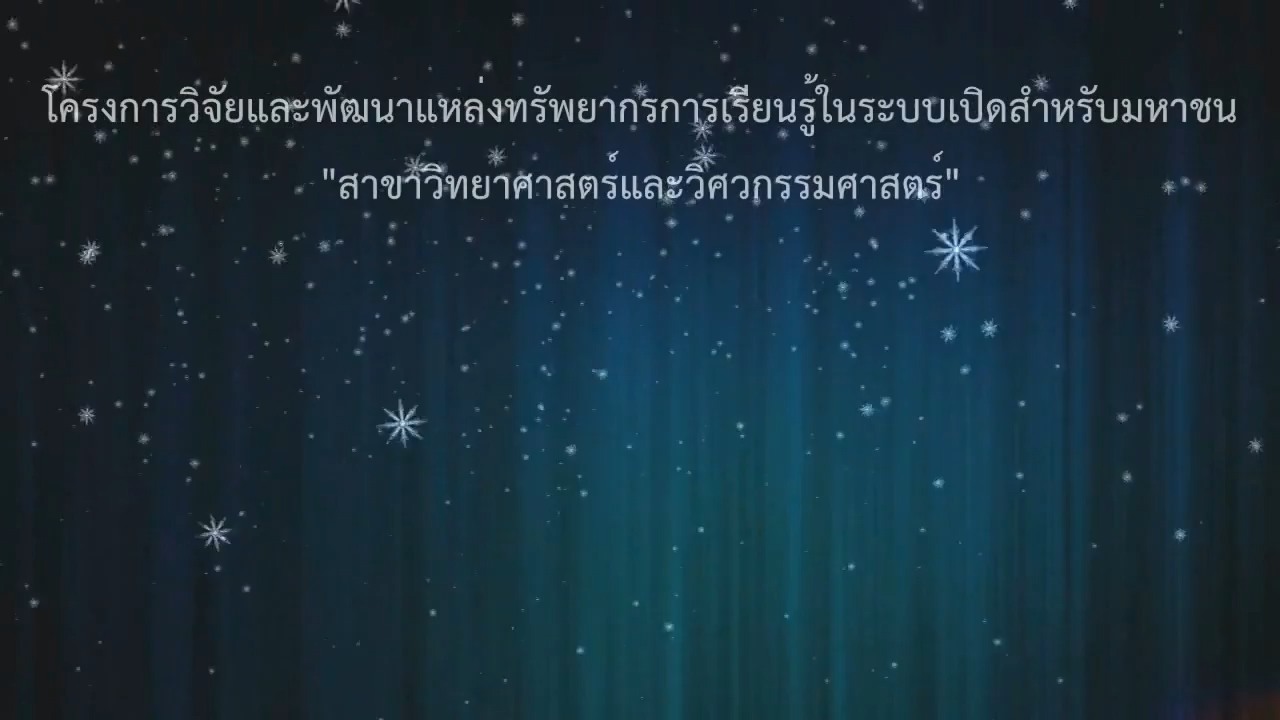 โครงการวิจัยและพัฒนาแหล่งทรัพยากรการเรียนรู้ในระบบเปิดสำหรับมหาชน
"สาขาวิทยาศาสตร์และวิศวกรรมศาสตร์"